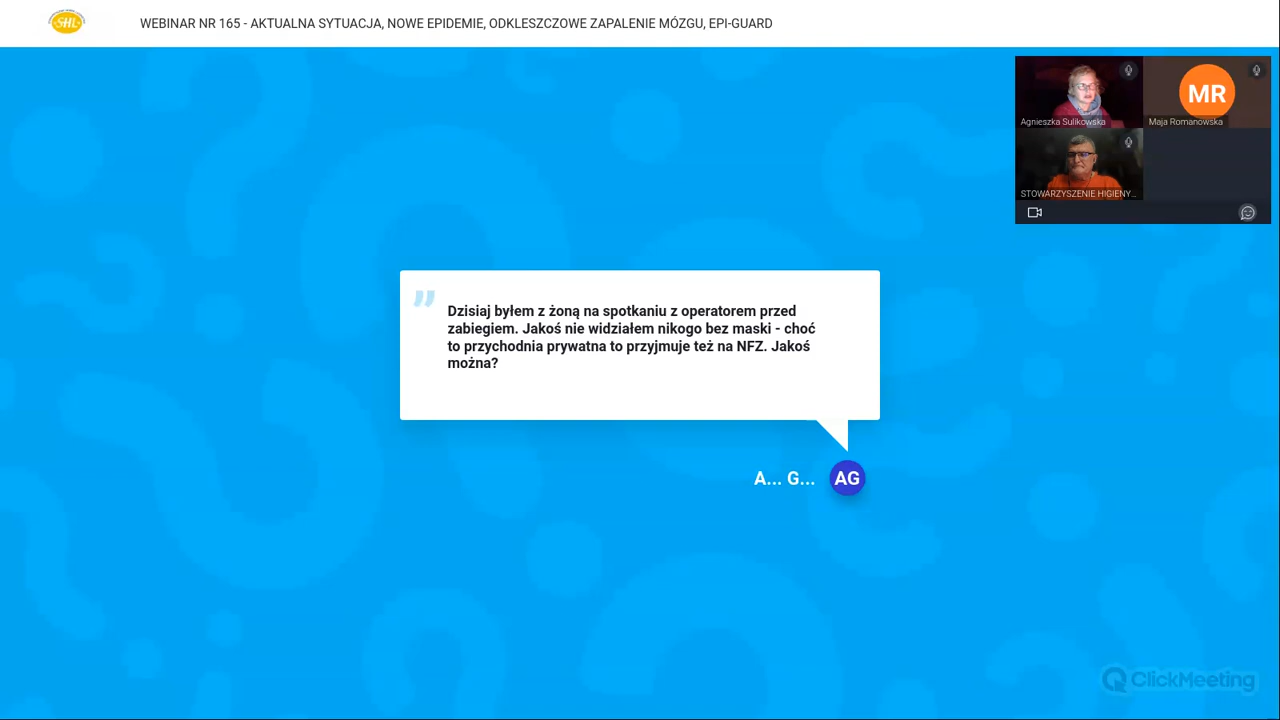 SHL
WEBINAR NR 165 - AKTUALNA SYTUACJA, NOWE EPIDEMIE, ODKLESZCZOWE ZAPALENIE MÓZGU, EPI-GUARD
MR
Agnieszka Sulikowska
Maja Romanowska
STOWARZYSZENIE HIGIENY...
Dzisiaj byłem z żoną na spotkaniu z operatorem przed
zabiegiem. Jakoś nie widziałem nikogo bez maski - choć
to przychodnia prywatna to przyjmuje też na NFZ. Jakoś
można?
A... G...
AG
ClickMeeting